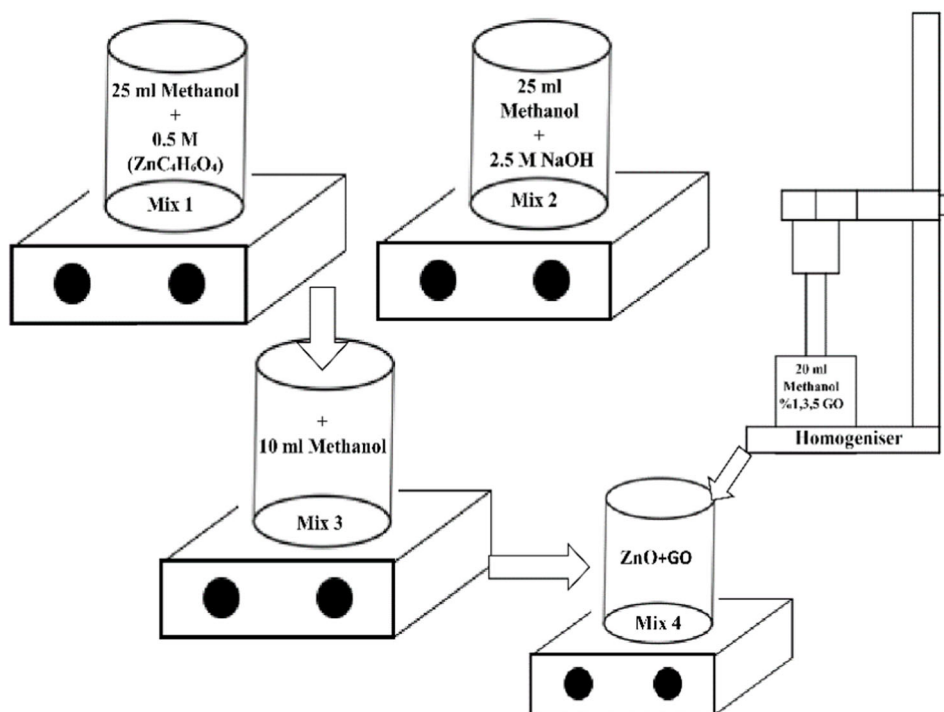 25 ml Methanol
+
0.5 M
(ZnC₄H₆O₄)
Mix 1
25 ml
Methanol
+
2.5 M NaOH
Mix 2
20 ml
Methanol
%1,3,5 GO
Homogeniser
+
10 ml Methanol
Mix 3
ZnO+GO
Mix 4